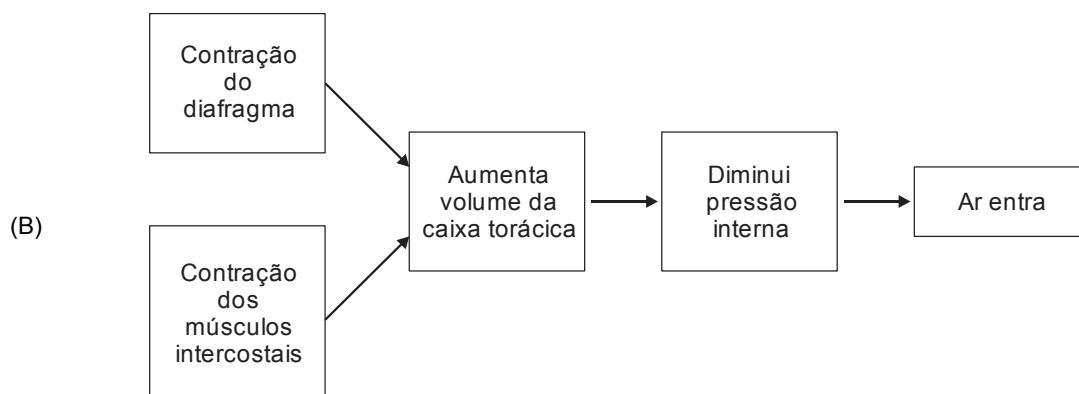 Contração
do
diafragma
(B)
Contração
dos
músculos
intercostais
Aumenta
volume da
caixa torácica
Diminui
pressão
interna
Ar entra